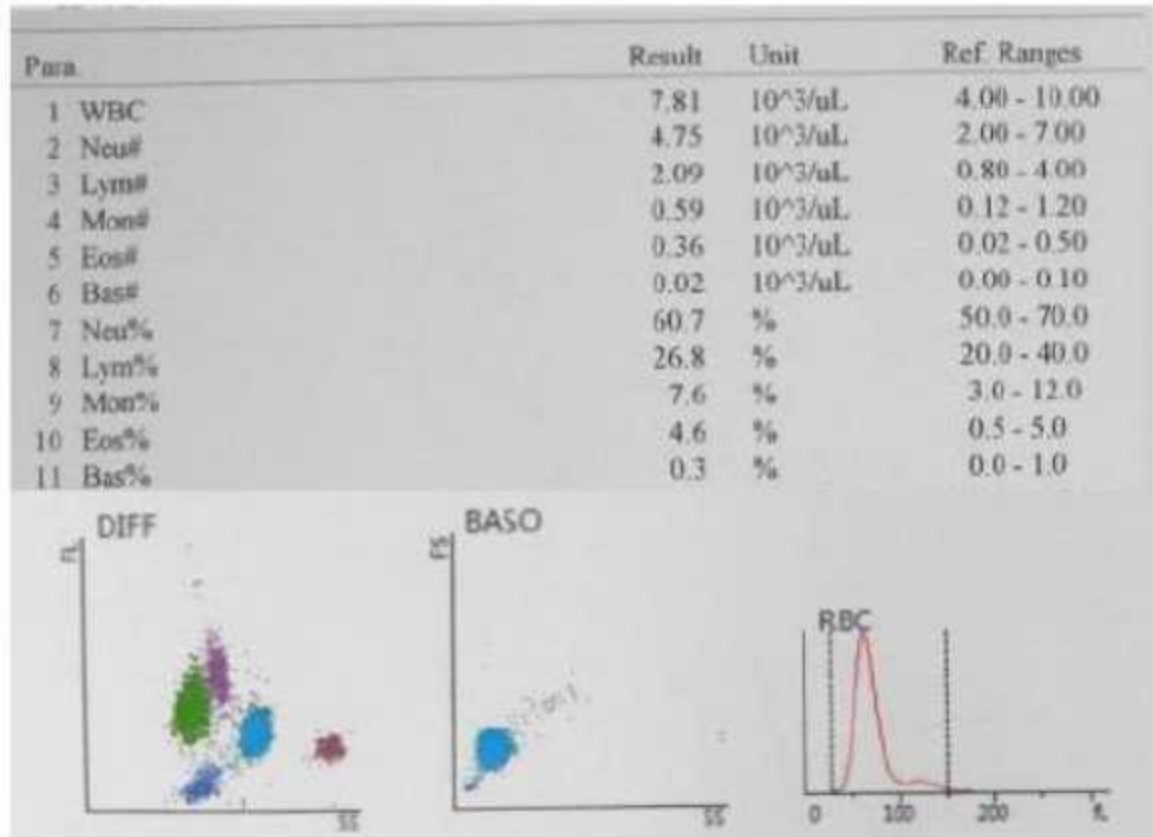 Para. Result Unit Ref. Ranges
1 WBC 7.81 10^3/uL 4.00 - 10.00
2 Neu# 4.75 10^3/uL 2.00 - 7.00
3 Lym# 2.09 10^3/uL 0.80 - 4.00
4 Mon# 0.59 10^3/uL 0.12 - 1.20
5 Eos# 0.36 10^3/uL 0.02 - 0.50
6 Bas# 0.02 10^3/uL 0.00 - 0.10
7 Neu% 60.7 % 50.0 - 70.0
8 Lym% 26.8 % 20.0 - 40.0
9 Mon% 7.6 % 3.0 - 12.0
10 Eos% 4.6 % 0.5 - 5.0
11 Bas% 0.3 % 0.0 - 1.0
DIFF
FL
SS
BASO
FS
SS
RBC
0 100 200 fL